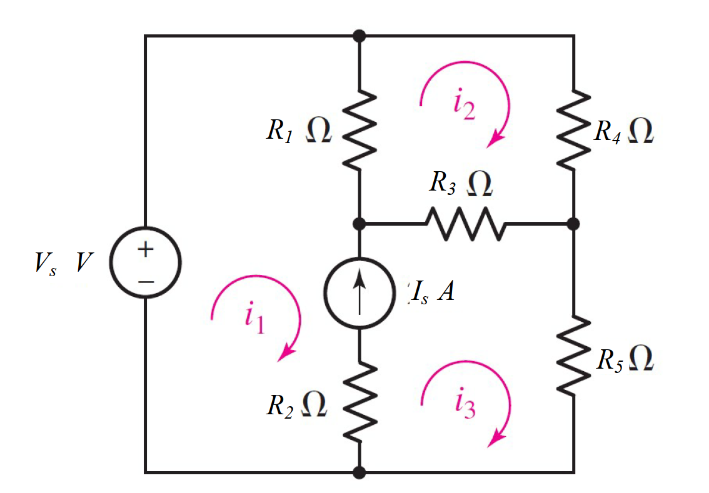 i₂
R₁ Ω
R₄ Ω
R₃ Ω
+
Vₛ V
−
Iₛ A
i₁
R₅ Ω
R₂ Ω
i₃